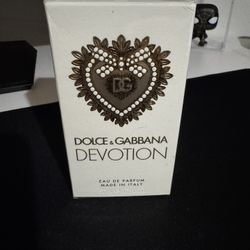 DG
DOLCE & GABBANA
DEVOTION
EAU DE PARFUM
MADE IN ITALY